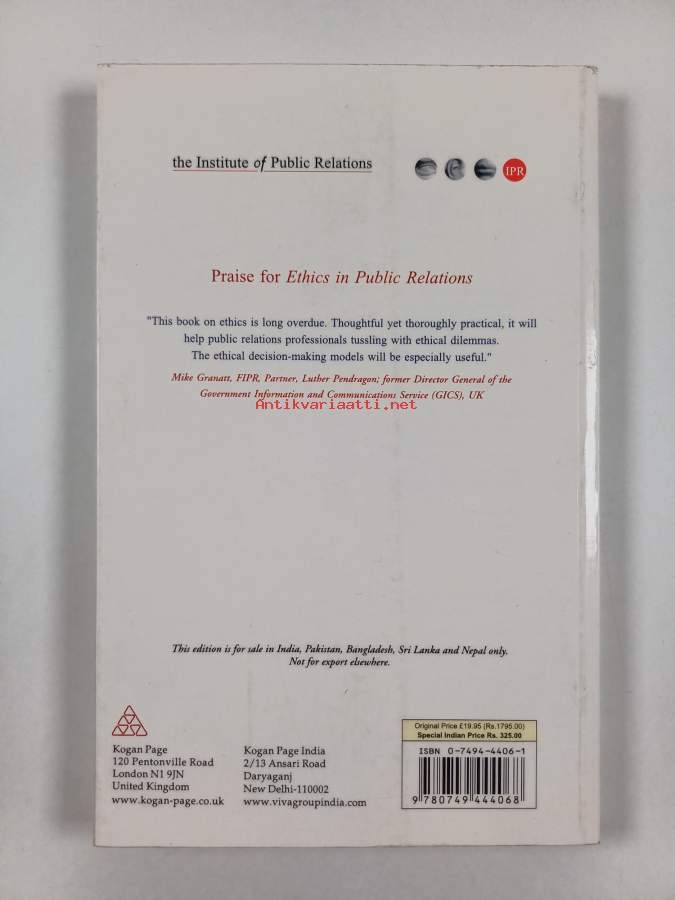 the Institute of Public Relations
IPR
Praise for Ethics in Public Relations
"This book on ethics is long overdue. Thoughtful yet thoroughly practical, it will
help public relations professionals tussling with ethical dilemmas.
The ethical decision-making models will be especially useful."
Mike Granatt, FIPR, Partner, Luther Pendragon; former Director General of the
Government Information and Communications Service (GICS), UK
Antikvariaatti.net
This edition is for sale in India, Pakistan, Bangladesh, Sri Lanka and Nepal only.
Not for export elsewhere.
Kogan Page
120 Pentonville Road
London N1 9JN
United Kingdom
www.kogan-page.co.uk
Kogan Page India
2/13 Ansari Road
Daryaganj
New Delhi-110002
www.vivagroupindia.com
Original Price £19.95 (Rs.1795.00)
Special Indian Price Rs. 325.00
ISBN 0-7494-4406-1
9 780749 444068